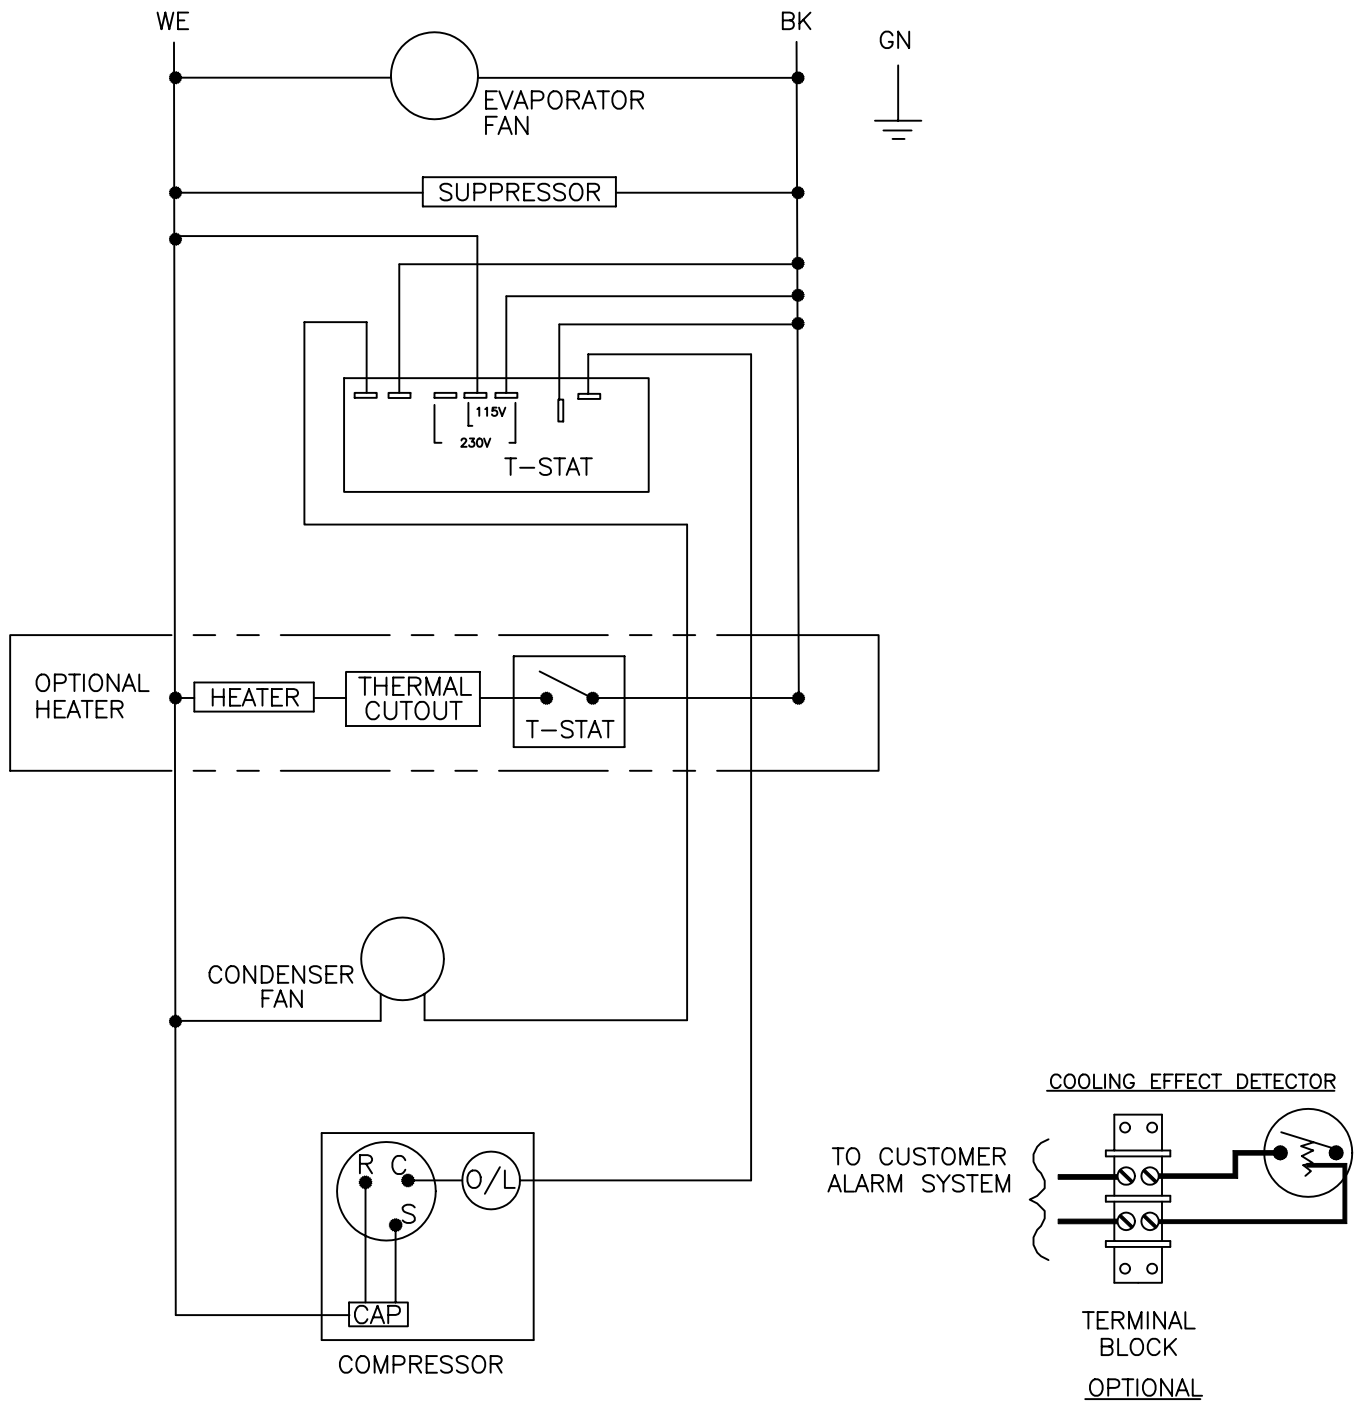 WE
BK
GN
EVAPORATOR
FAN
SUPPRESSOR
115V
230V
T-STAT
OPTIONAL
HEATER
HEATER
THERMAL
CUTOUT
T-STAT
CONDENSER
FAN
COOLING EFFECT DETECTOR
TO CUSTOMER
ALARM SYSTEM
R C
O/L
S
CAP
COMPRESSOR
TERMINAL
BLOCK
OPTIONAL